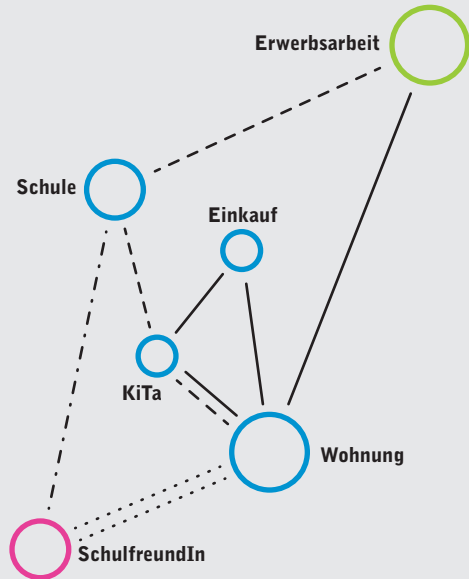 Erwerbsarbeit
Schule
Einkauf
KiTa
Wohnung
SchulfreundIn